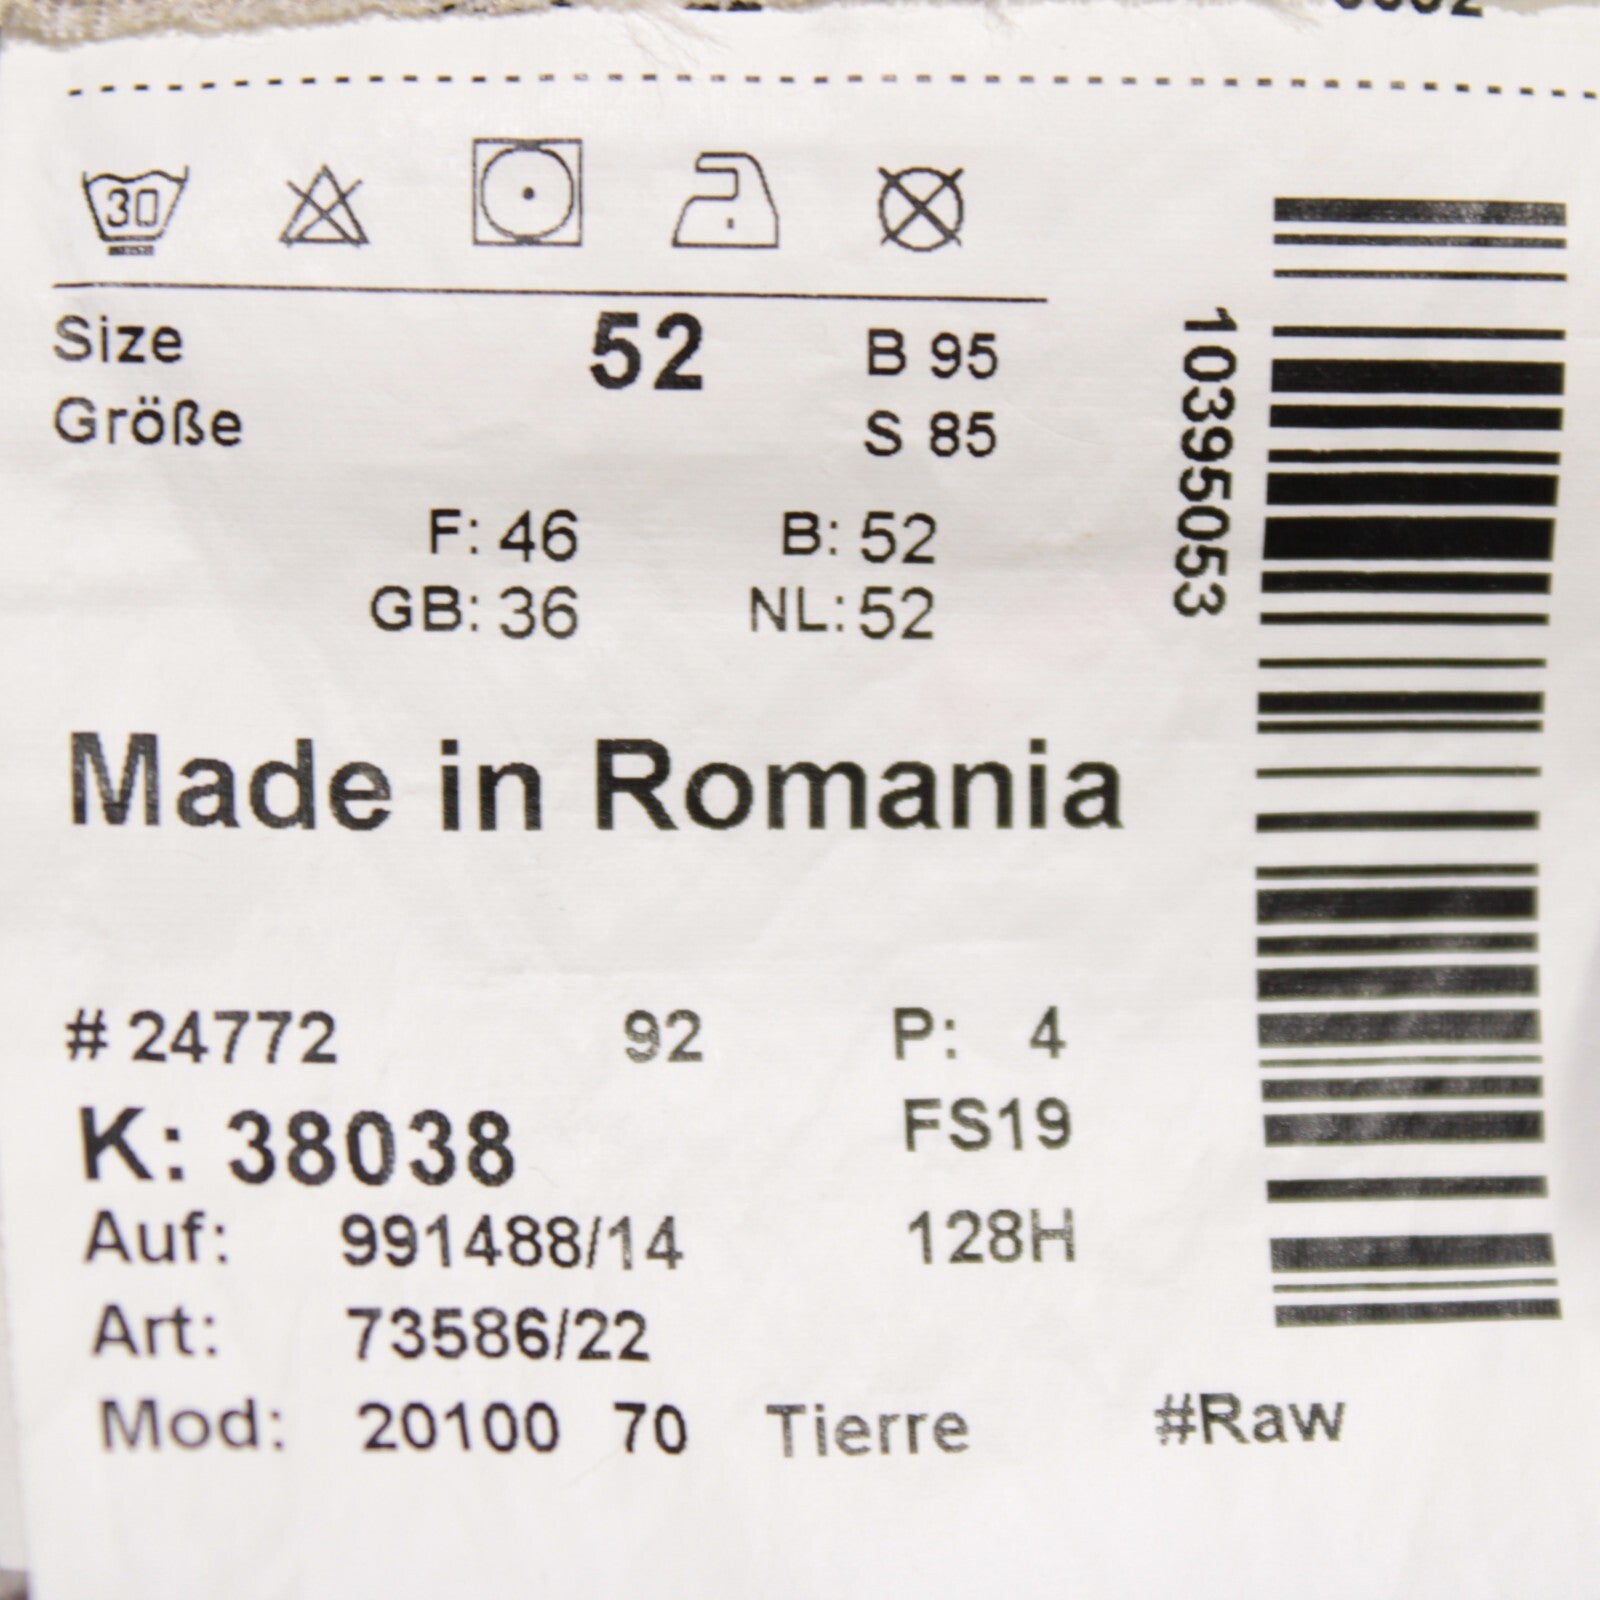 30
Size 52 B 95
Größe S 85
F: 46 B: 52
GB: 36 NL: 52
Made in Romania
# 24772 92 P: 4
K: 38038 FS19
Auf: 991488/14 128H
Art: 73586/22
Mod: 20100 70 Tierre #Raw
10395053